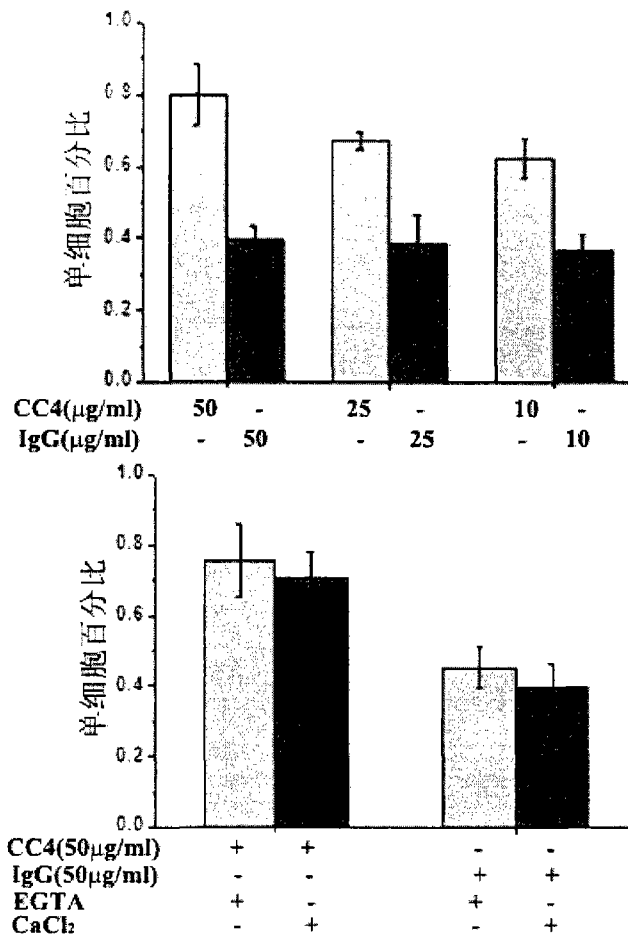 1.0
0.8
0.6
0.4
0.2
0.0
单细胞百分比
CC4(μg/ml) 50 - 25 - 10 -
IgG(μg/ml) - 50 - 25 - 10
1.0
0.8
0.6
0.4
0.2
0.0
单细胞百分比
CC4(50μg/ml) + + - -
IgG(50μg/ml) - - + +
EGTA + - + -
CaCl₂ - + - +